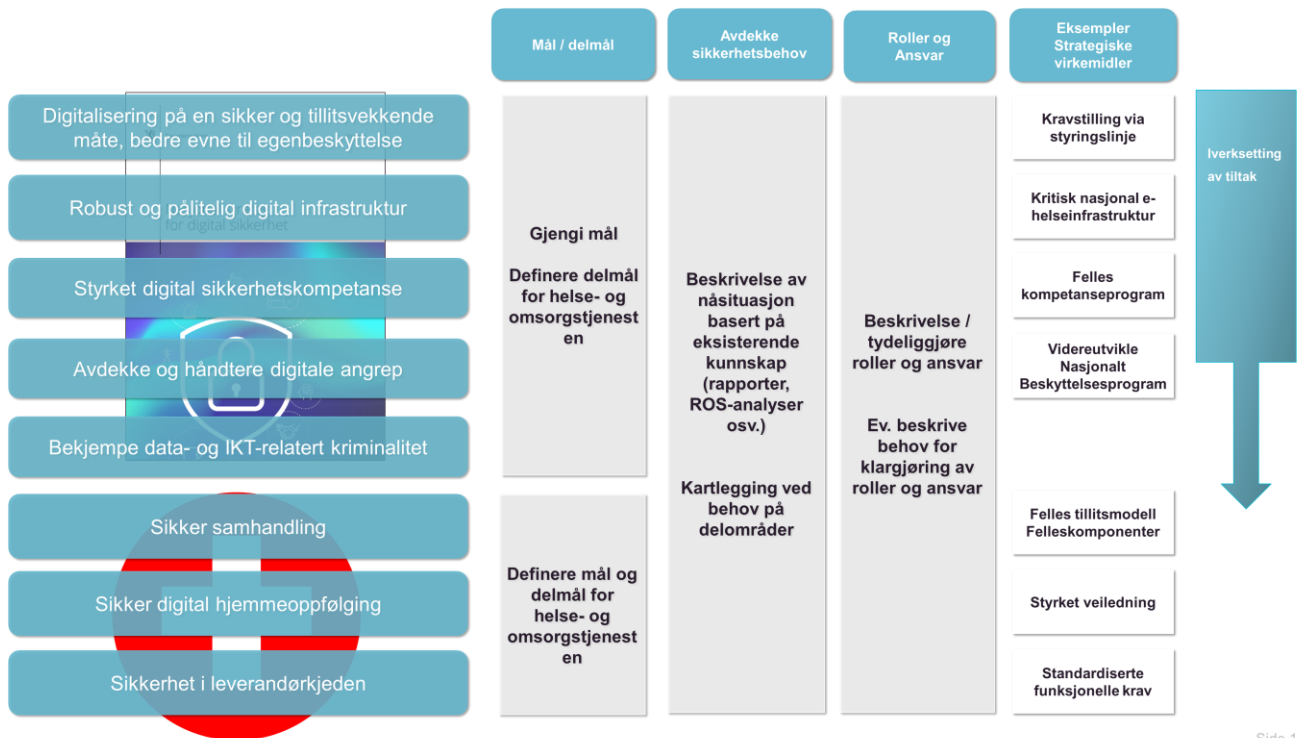 Mål / delmål
Avdekke
sikkerhetsbehov
Roller og
Ansvar
Eksempler
Strategiske
virkemidler
Digitalisering på en sikker og tillitsvekkende
måte, bedre evne til egenbeskyttelse
Robust og pålitelig digital infrastruktur
for digital sikkerhet
Styrket digital sikkerhetskompetanse
Avdekke og håndtere digitale angrep
Bekjempe data- og IKT-relatert kriminalitet
Sikker samhandling
Sikker digital hjemmeoppfølging
Sikkerhet i leverandørkjeden
Gjengi mål
Definere delmål
for helse- og
omsorgstjenest
en
Definere mål og
delmål for
helse- og
omsorgstjenest
en
Beskrivelse av
nåsituasjon
basert på
eksisterende
kunnskap
(rapporter,
ROS-analyser
osv.)
Kartlegging ved
behov på
delområder
Beskrivelse /
tydeliggjøre
roller og ansvar
Ev. beskrive
behov for
klargjøring av
roller og ansvar
Kravstilling via
styringslinje
Kritisk nasjonal e-
helseinfrastruktur
Felles
kompetanseprogram
Videreutvikle
Nasjonalt
Beskyttelsesprogram
Felles tillitsmodell
Felleskomponenter
Styrket veiledning
Standardiserte
funksjonelle krav
Iverksetting
av tiltak
Side 1